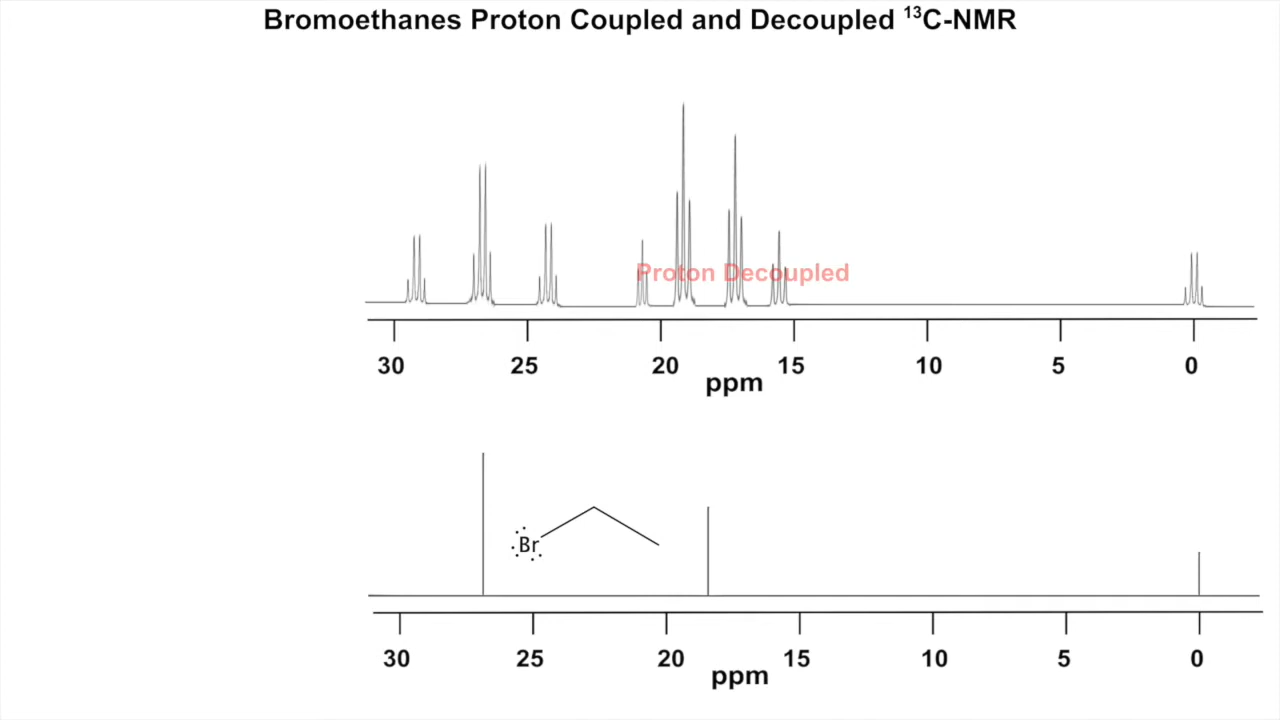 Bromoethanes Proton Coupled and Decoupled ¹³C-NMR
Proton Decoupled
30 25 20 15 10 5 0
ppm
Br
30 25 20 15 10 5 0
ppm